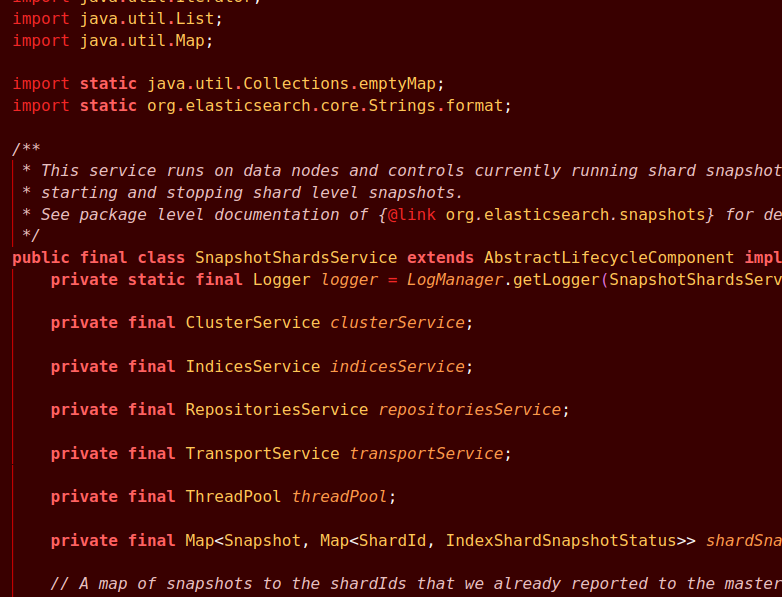 import java.util.Iterator;
import java.util.List;
import java.util.Map;
import static java.util.Collections.emptyMap;
import static org.elasticsearch.core.Strings.format;
/**
* This service runs on data nodes and controls currently running shard snapshot
* starting and stopping shard level snapshots.
* See package level documentation of {@link org.elasticsearch.snapshots} for de
*/
public final class SnapshotShardsService extends AbstractLifecycleComponent impl
private static final Logger logger = LogManager.getLogger(SnapshotShardsServ
private final ClusterService clusterService;
private final IndicesService indicesService;
private final RepositoriesService repositoriesService;
private final TransportService transportService;
private final ThreadPool threadPool;
private final Map<Snapshot, Map<ShardId, IndexShardSnapshotStatus>> shardSna
// A map of snapshots to the shardIds that we already reported to the master